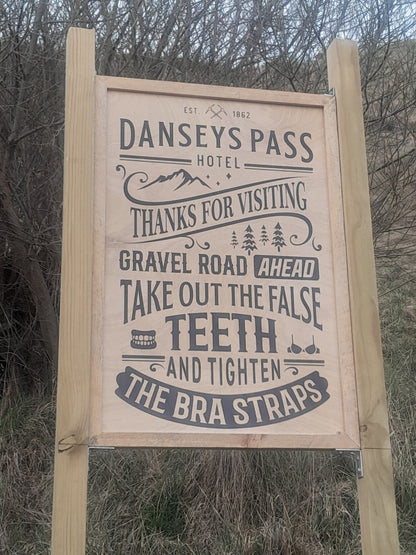 EST. 1862
DANSEYS PASS
HOTEL
THANKS FOR VISITING
GRAVEL ROAD AHEAD
TAKE OUT THE FALSE
TEETH
AND TIGHTEN
THE BRA STRAPS